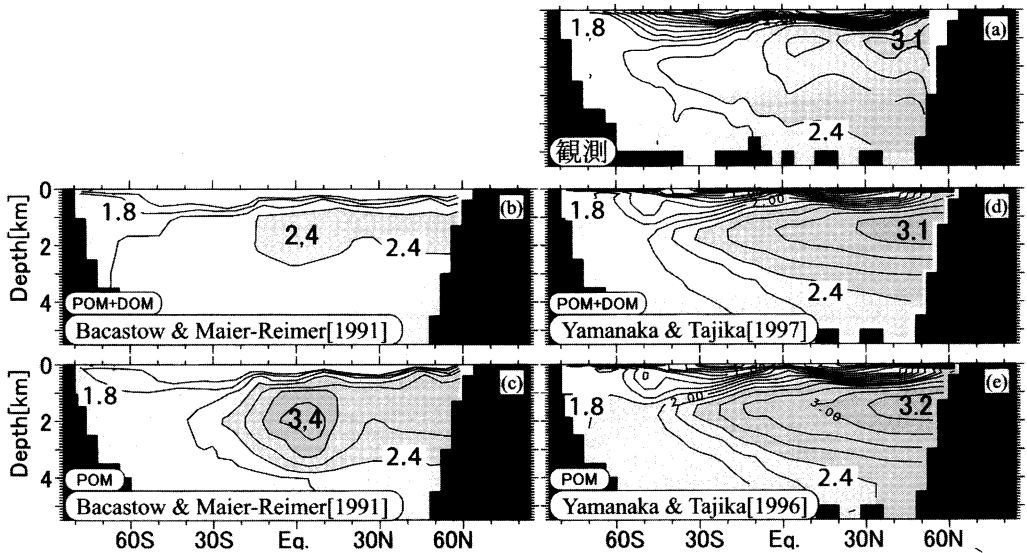 (a)
1.8
3.1
2.4
観測
0
2
4
Depth[km]
(b)
1.8
2,4
2.4
POM+DOM
Bacastow & Maier-Reimer[1991]
(d)
1.8
2.00
3.1
2.4
POM+DOM
Yamanaka & Tajika[1997]
0
2
4
Depth[km]
(c)
1.8
3,4
2.4
POM
Bacastow & Maier-Reimer[1991]
(e)
1.8
2.00
3.00
3.2
2.4
POM
Yamanaka & Tajika[1996]
60S 30S Eq. 30N 60N
60S 30S Eq. 30N 60N